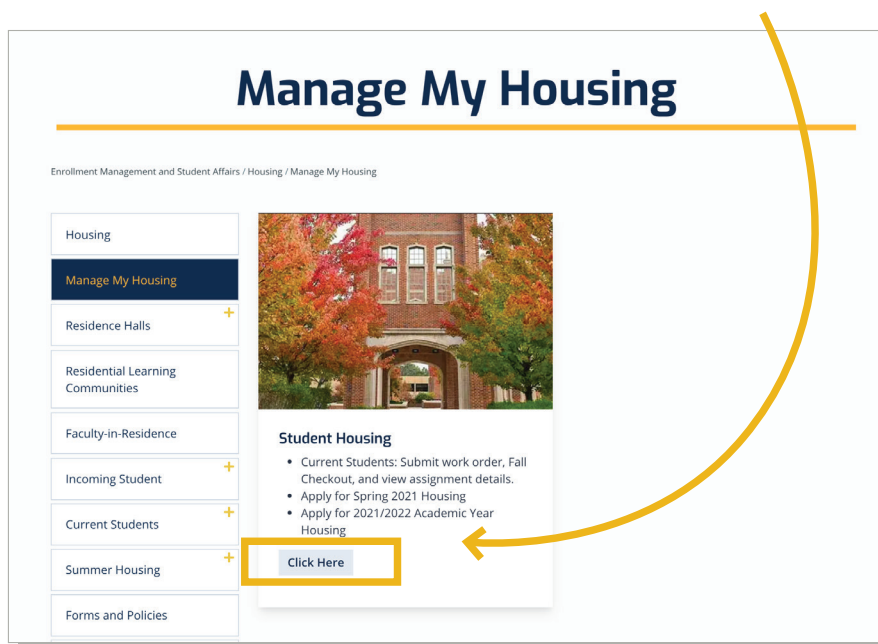 Manage My Housing
Enrollment Management and Student Affairs / Housing / Manage My Housing
Housing
Manage My Housing
Residence Halls
+
Residential Learning
Communities
Faculty-in-Residence
Incoming Student
+
Current Students
+
Summer Housing
+
Forms and Policies
Student Housing
• Current Students: Submit work order, Fall
Checkout, and view assignment details.
• Apply for Spring 2021 Housing
• Apply for 2021/2022 Academic Year
Housing
Click Here